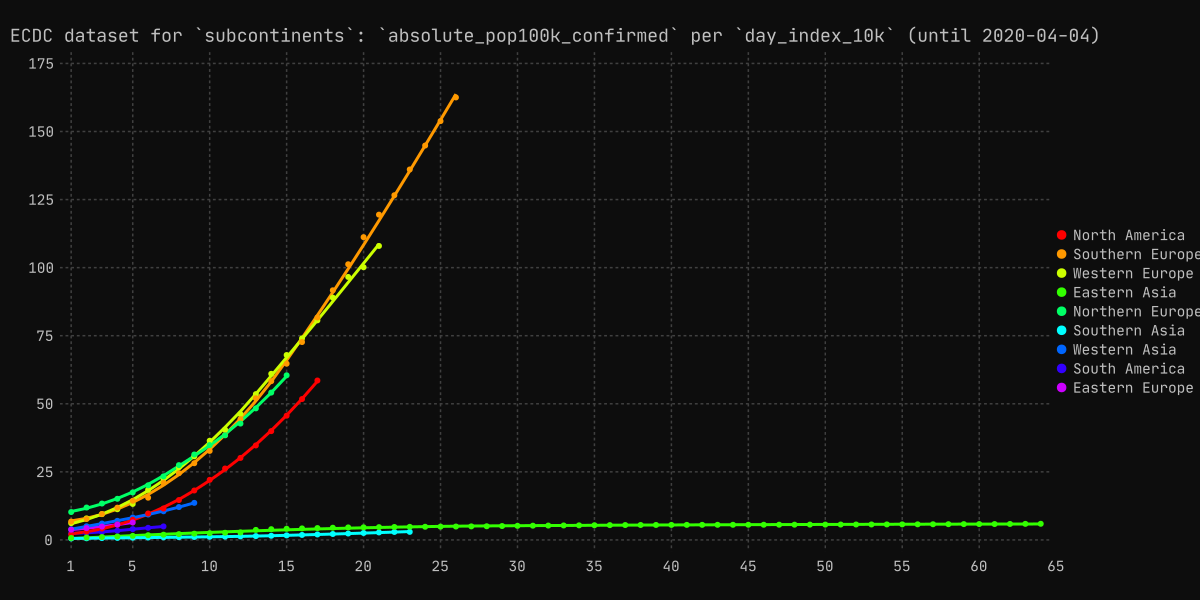 ECDC dataset for `subcontinents`: `absolute_pop100k_confirmed` per `day_index_10k` (until 2020-04-04)
175
150
125
100
75
50
25
0
1 5 10 15 20 25 30 35 40 45 50 55 60 65
North America
Southern Europe
Western Europe
Eastern Asia
Northern Europe
Southern Asia
Western Asia
South America
Eastern Europe